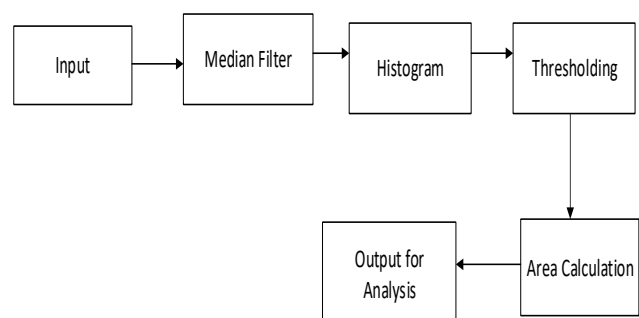 Input
Median Filter
Histogram
Thresholding
Area Calculation
Output for
Analysis